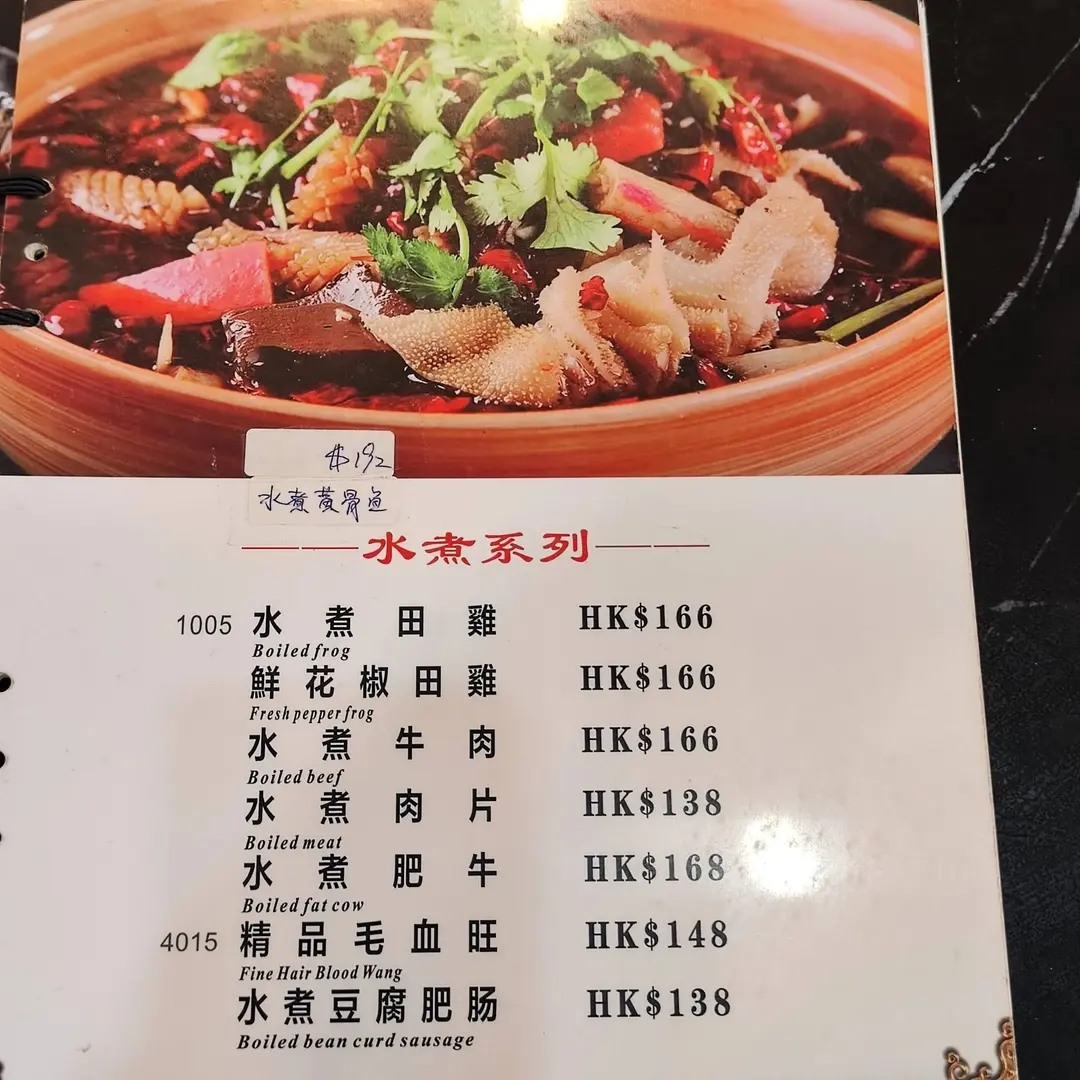 $192
水煮黃骨魚
水煮系列
1005 水煮田雞 HK$166
Boiled frog
鮮花椒田雞 HK$166
Fresh pepper frog
水煮牛肉 HK$166
Boiled beef
水煮肉片 HK$138
Boiled meat
水煮肥牛 HK$168
Boiled fat cow
4015 精品毛血旺 HK$148
Fine Hair Blood Wang
水煮豆腐肥肠 HK$138
Boiled bean curd sausage